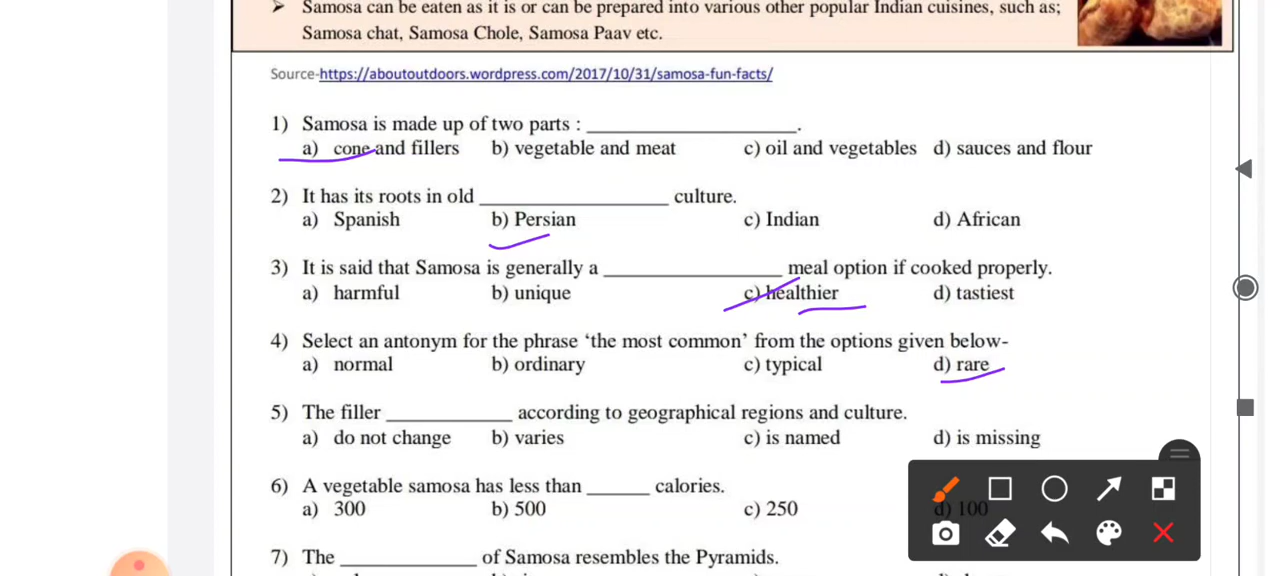 ➢ Samosa can be eaten as it is or can be prepared into various other popular Indian cuisines, such as;
Samosa chat, Samosa Chole, Samosa Paav etc.
Source-https://aboutoutdoors.wordpress.com/2017/10/31/samosa-fun-facts/
1) Samosa is made up of two parts : ____________________.
a) cone and fillers b) vegetable and meat c) oil and vegetables d) sauces and flour
2) It has its roots in old __________________ culture.
a) Spanish b) Persian c) Indian d) African
3) It is said that Samosa is generally a _________________ meal option if cooked properly.
a) harmful b) unique c) healthier d) tastiest
4) Select an antonym for the phrase ‘the most common’ from the options given below-
a) normal b) ordinary c) typical d) rare
5) The filler ____________ according to geographical regions and culture.
a) do not change b) varies c) is named d) is missing
6) A vegetable samosa has less than ______ calories.
a) 300 b) 500 c) 250 d) 100
7) The _____________ of Samosa resembles the Pyramids.